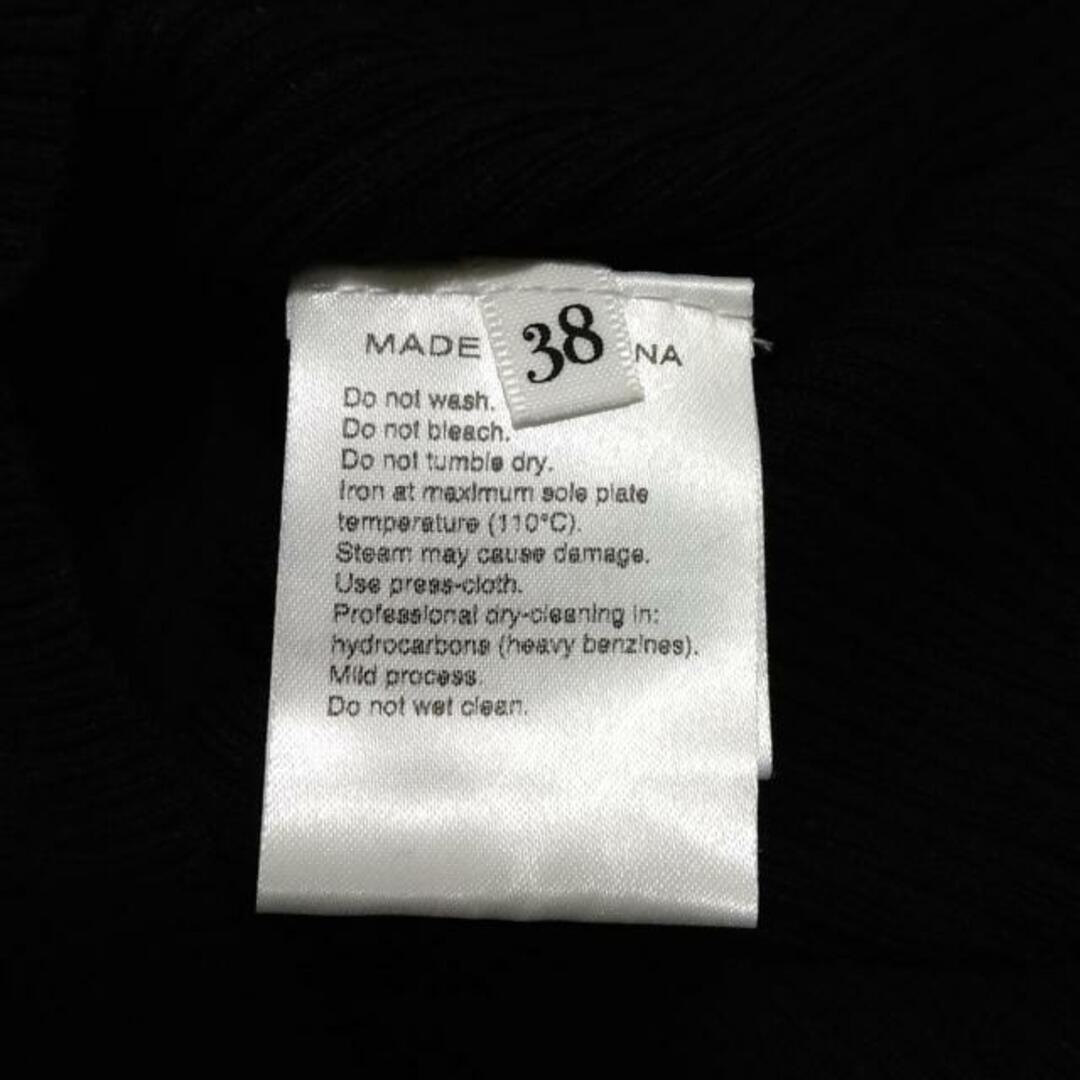 38
MADE NA
Do not wash.
Do not bleach.
Do not tumble dry.
Iron at maximum sole plate
temperature (110°C).
Steam may cause damage.
Use press-cloth.
Professional dry-cleaning in:
hydrocarbons (heavy benzines).
Mild process.
Do not wet clean.